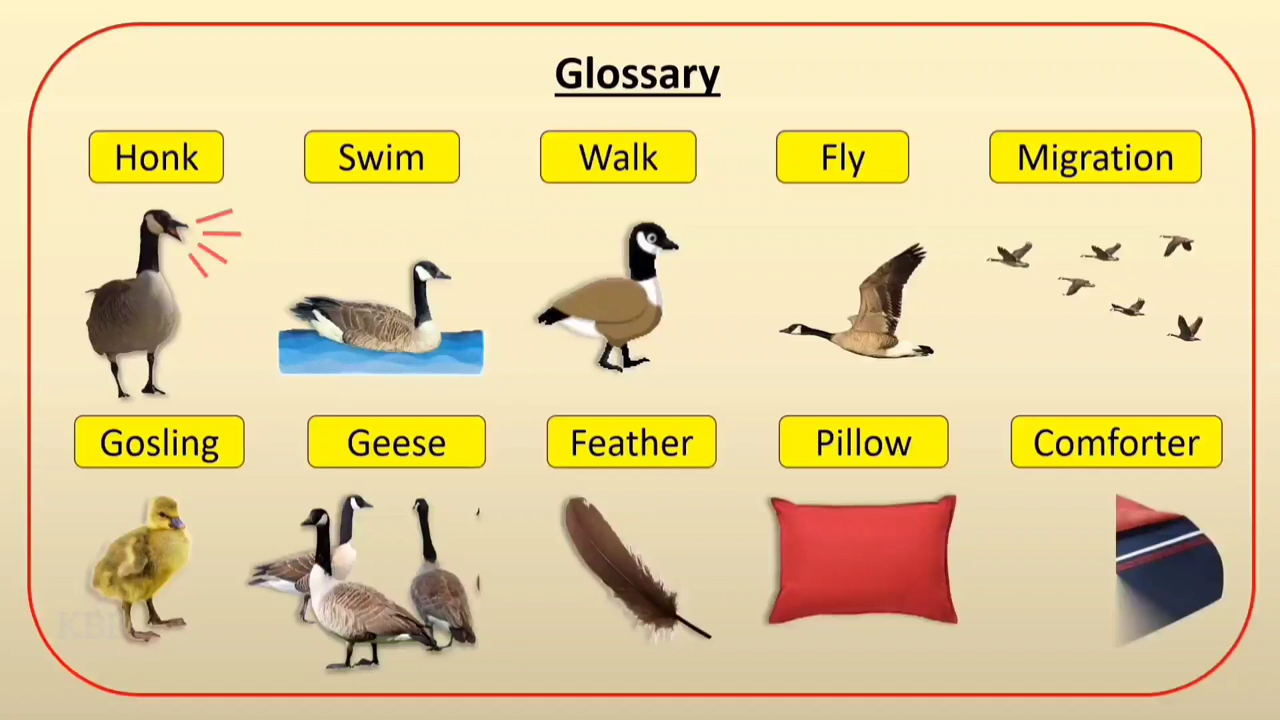 Glossary
Honk Swim Walk Fly Migration
Gosling Geese Feather Pillow Comforter